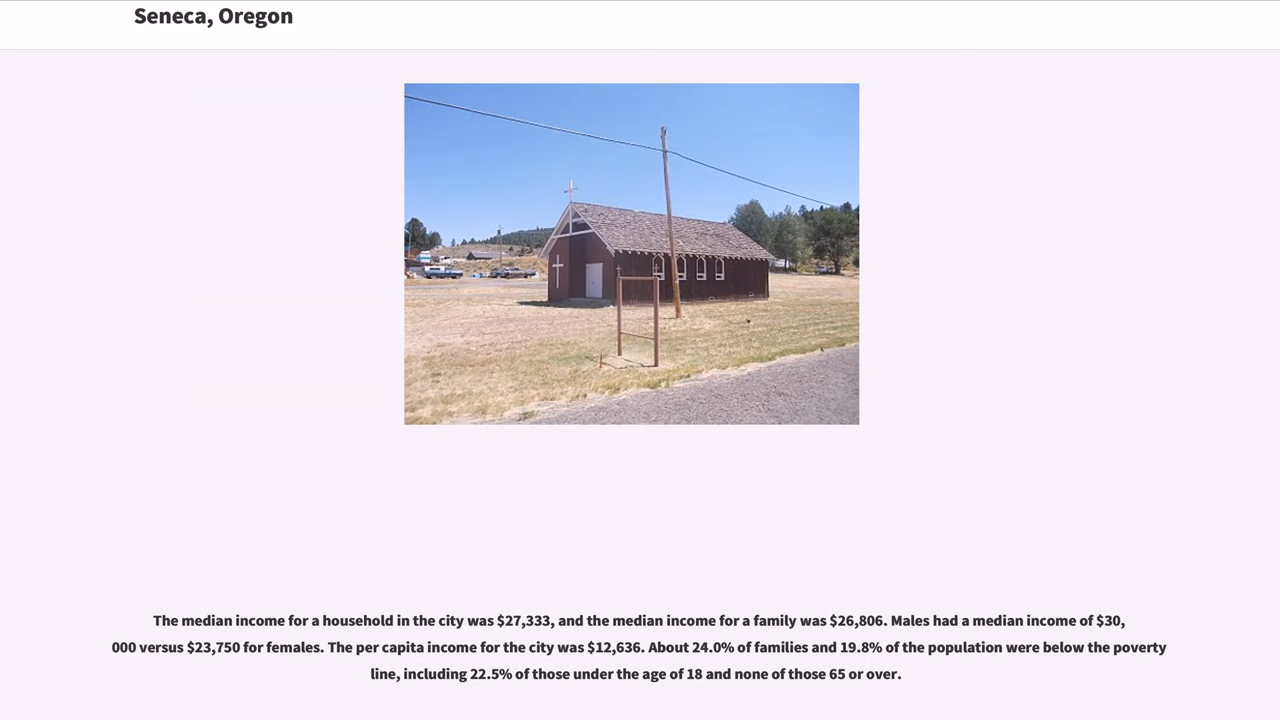 Seneca, Oregon
The median income for a household in the city was $27,333, and the median income for a family was $26,806. Males had a median income of $30,
000 versus $23,750 for females. The per capita income for the city was $12,636. About 24.0% of families and 19.8% of the population were below the poverty
line, including 22.5% of those under the age of 18 and none of those 65 or over.